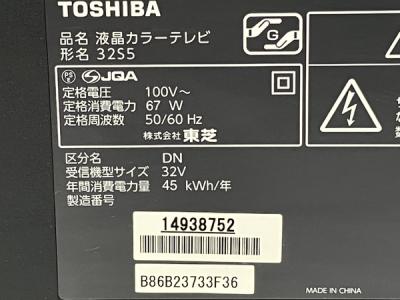 TOSHIBA
品名 液晶カラーテレビ
形名 32S5
G
PS E JQA
定格電圧 : 100V～
定格消費電力 : 67 W
定格周波数 : 50/60 Hz
株式会社 東芝
区分名 : DN
受信機型サイズ : 32V
年間消費電力量 : 45 kWh/年
製造番号 :
14938752
B86B23733F36
MADE IN CHINA